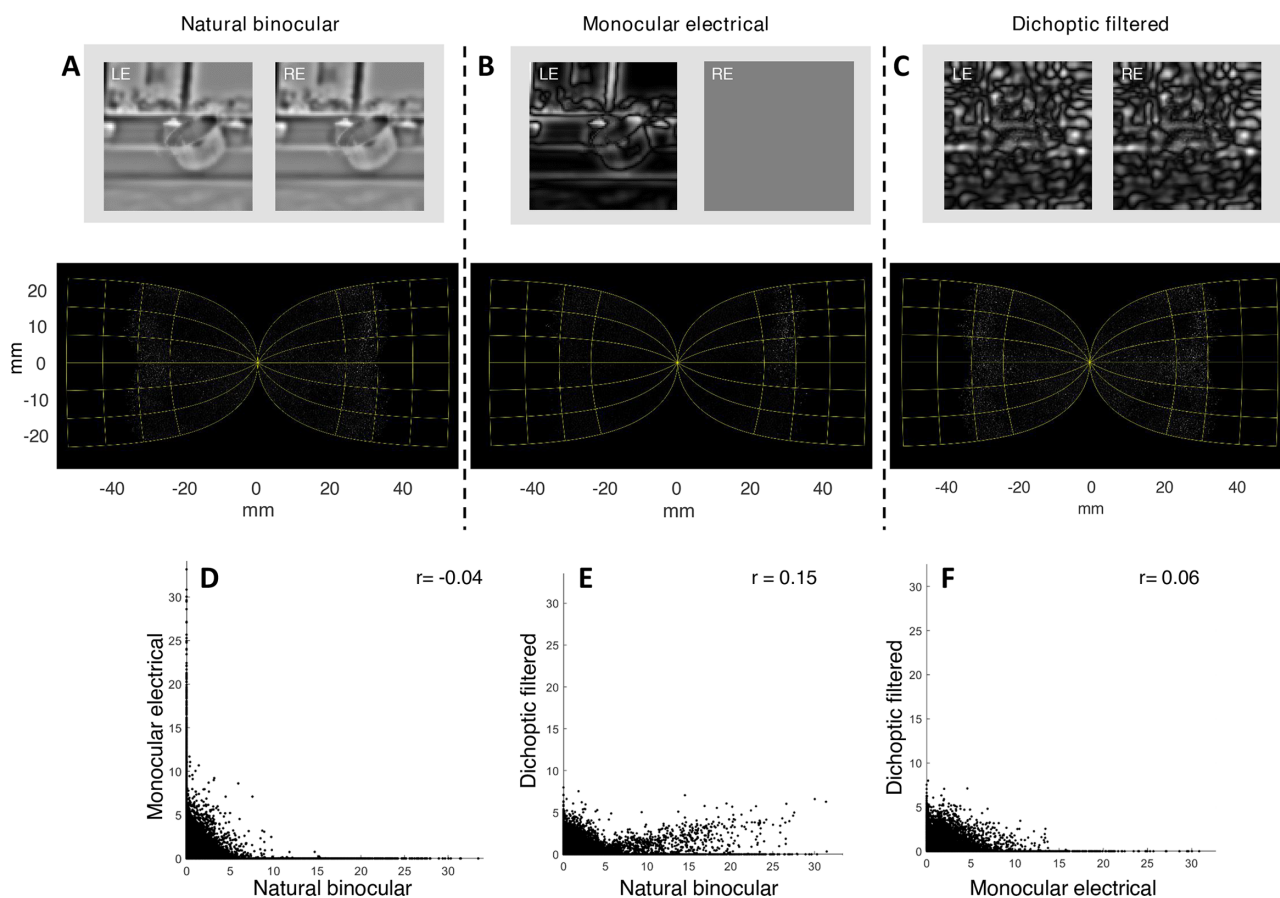 Natural binocular
Monocular electrical
Dichoptic filtered
A
LE
RE
B
LE
RE
C
LE
RE
mm
20
10
0
-10
-20
-40 -20 0 20 40
mm
-40 -20 0 20 40
mm
-40 -20 0 20 40
mm
D
r= -0.04
Monocular electrical
30
25
20
15
10
5
0
0 5 10 15 20 25 30
Natural binocular
E
r = 0.15
Dichoptic filtered
30
25
20
15
10
5
0
0 5 10 15 20 25 30
Natural binocular
F
r= 0.06
Dichoptic filtered
30
25
20
15
10
5
0
0 5 10 15 20 25 30
Monocular electrical